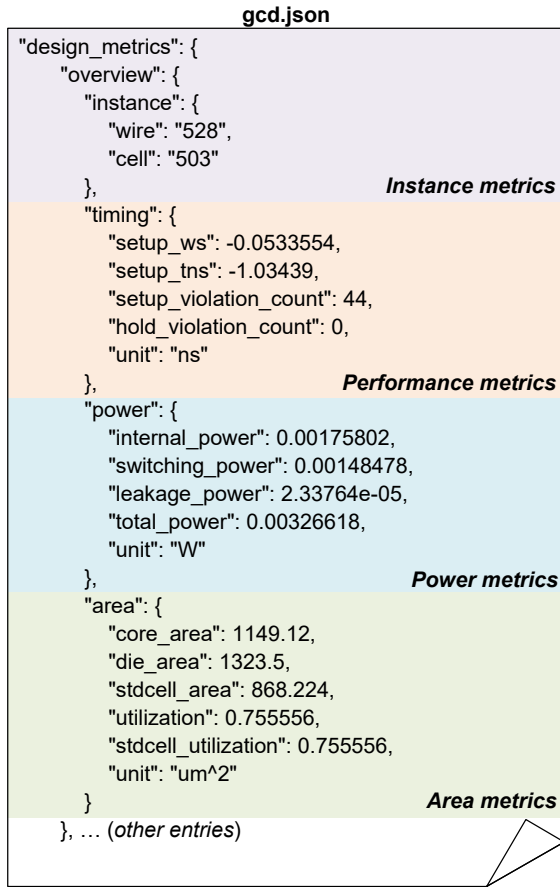 gcd.json
"design_metrics": {
"overview": {
"instance": {
"wire": "528",
"cell": "503"
},
Instance metrics
"timing": {
"setup_ws": -0.0533554,
"setup_tns": -1.03439,
"setup_violation_count": 44,
"hold_violation_count": 0,
"unit": "ns"
},
Performance metrics
"power": {
"internal_power": 0.00175802,
"switching_power": 0.00148478,
"leakage_power": 2.33764e-05,
"total_power": 0.00326618,
"unit": "W"
},
Power metrics
"area": {
"core_area": 1149.12,
"die_area": 1323.5,
"stdcell_area": 868.224,
"utilization": 0.755556,
"stdcell_utilization": 0.755556,
"unit": "um^2"
}
Area metrics
}, … (other entries)